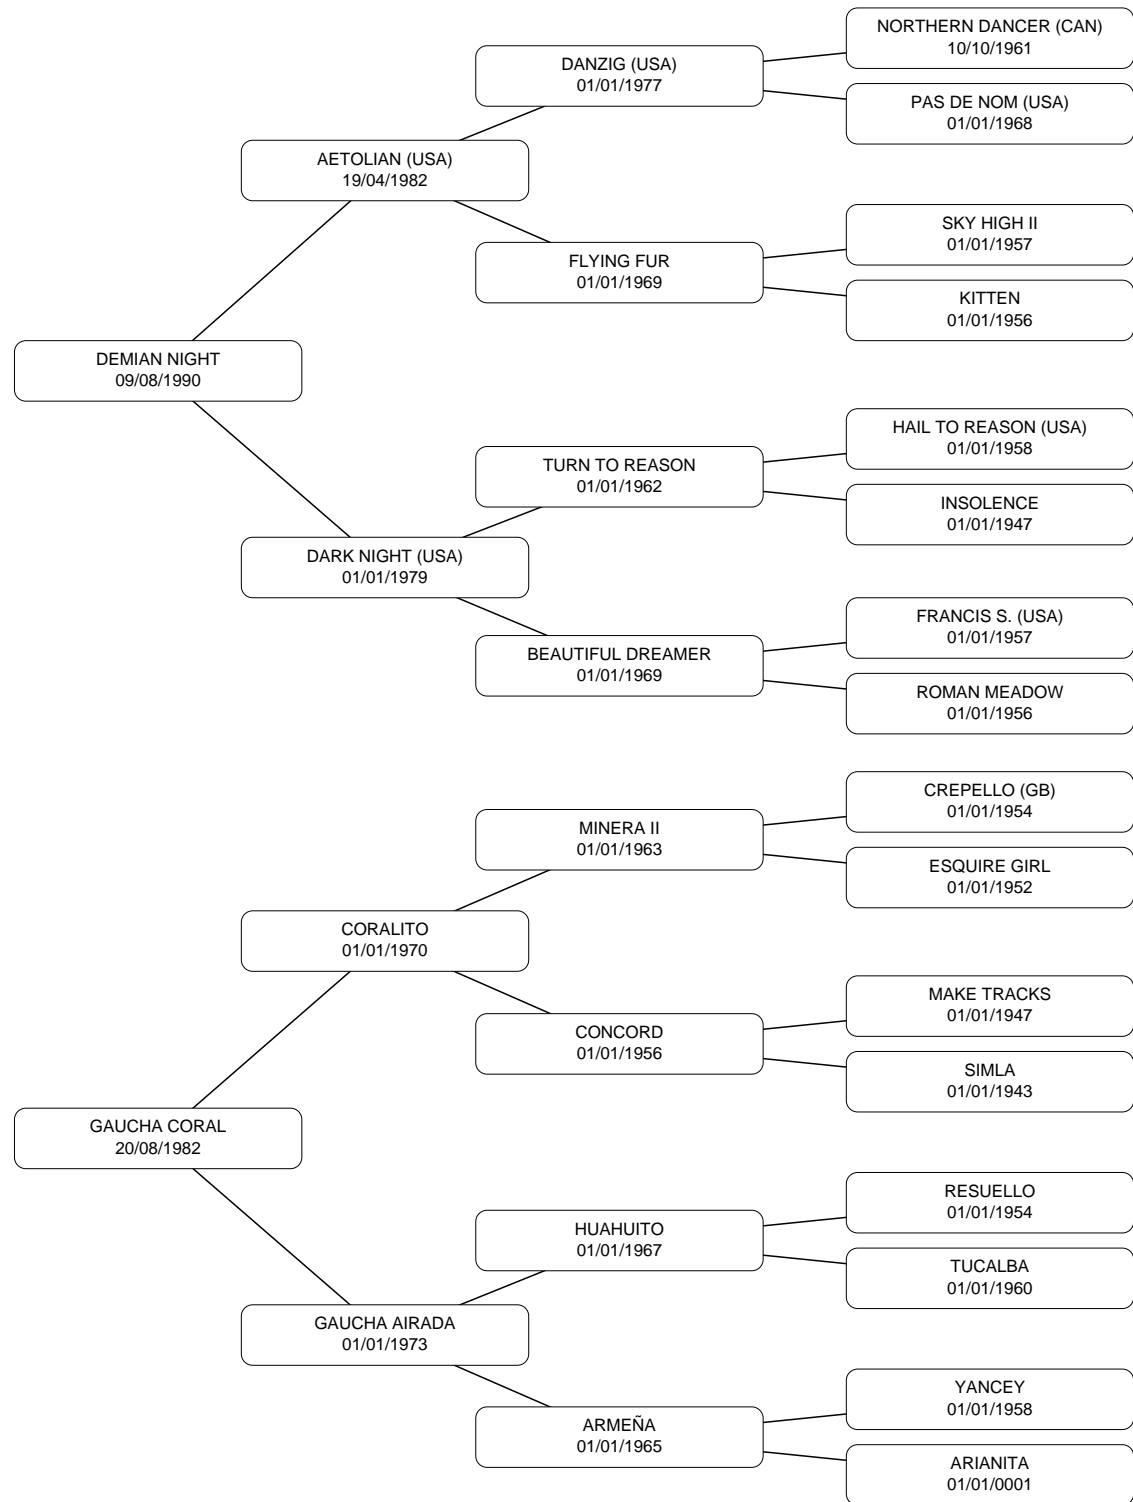 NORTHERN DANCER (CAN)
10/10/1961
DANZIG (USA)
01/01/1977
PAS DE NOM (USA)
01/01/1968
AETOLIAN (USA)
19/04/1982
SKY HIGH II
01/01/1957
FLYING FUR
01/01/1969
KITTEN
01/01/1956
DEMIAN NIGHT
09/08/1990
HAIL TO REASON (USA)
01/01/1958
TURN TO REASON
01/01/1962
INSOLENCE
01/01/1947
DARK NIGHT (USA)
01/01/1979
FRANCIS S. (USA)
01/01/1957
BEAUTIFUL DREAMER
01/01/1969
ROMAN MEADOW
01/01/1956
CREPELLO (GB)
01/01/1954
MINERA II
01/01/1963
ESQUIRE GIRL
01/01/1952
CORALITO
01/01/1970
MAKE TRACKS
01/01/1947
CONCORD
01/01/1956
SIMLA
01/01/1943
GAUCHA CORAL
20/08/1982
RESUELLO
01/01/1954
HUAHUITO
01/01/1967
TUCALBA
01/01/1960
GAUCHA AIRADA
01/01/1973
YANCEY
01/01/1958
ARMEÑA
01/01/1965
ARIANITA
01/01/0001